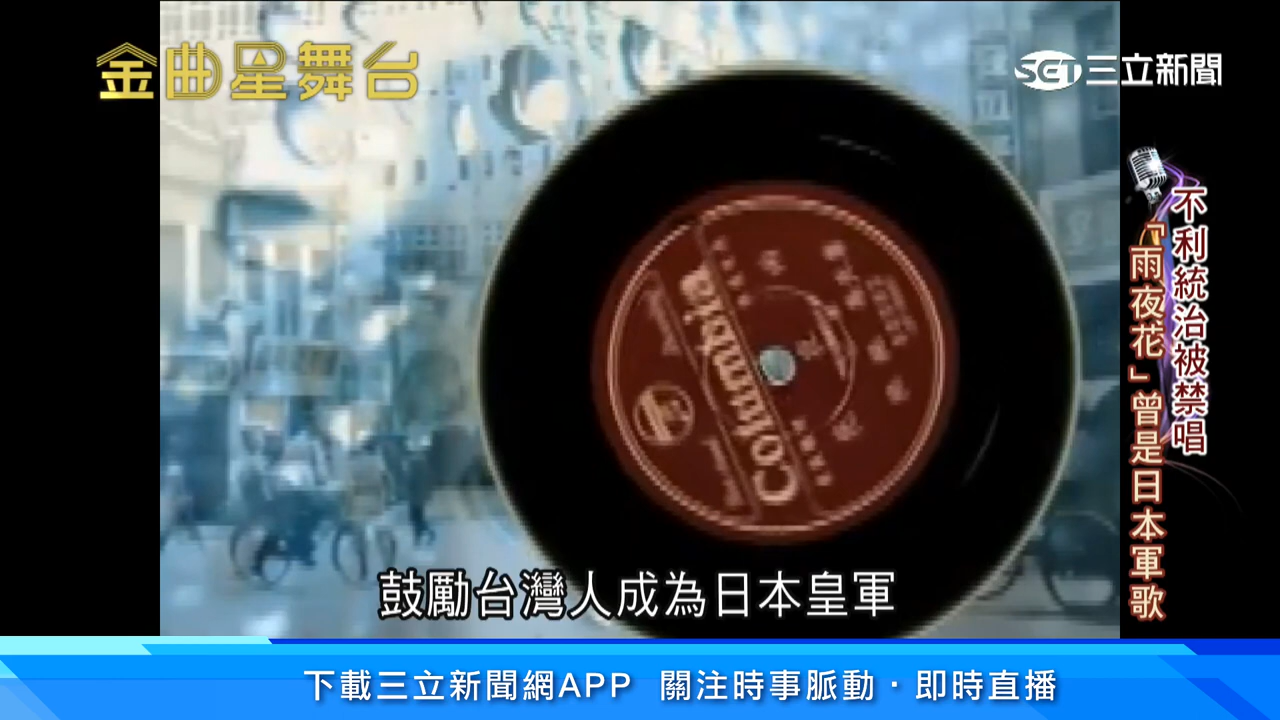 金曲星舞台
SET三立新聞
不利統治被禁唱
「雨夜花」曾是日本軍歌
Columbia
鼓勵台灣人成為日本皇軍
下載三立新聞網APP 關注時事脈動・即時直播